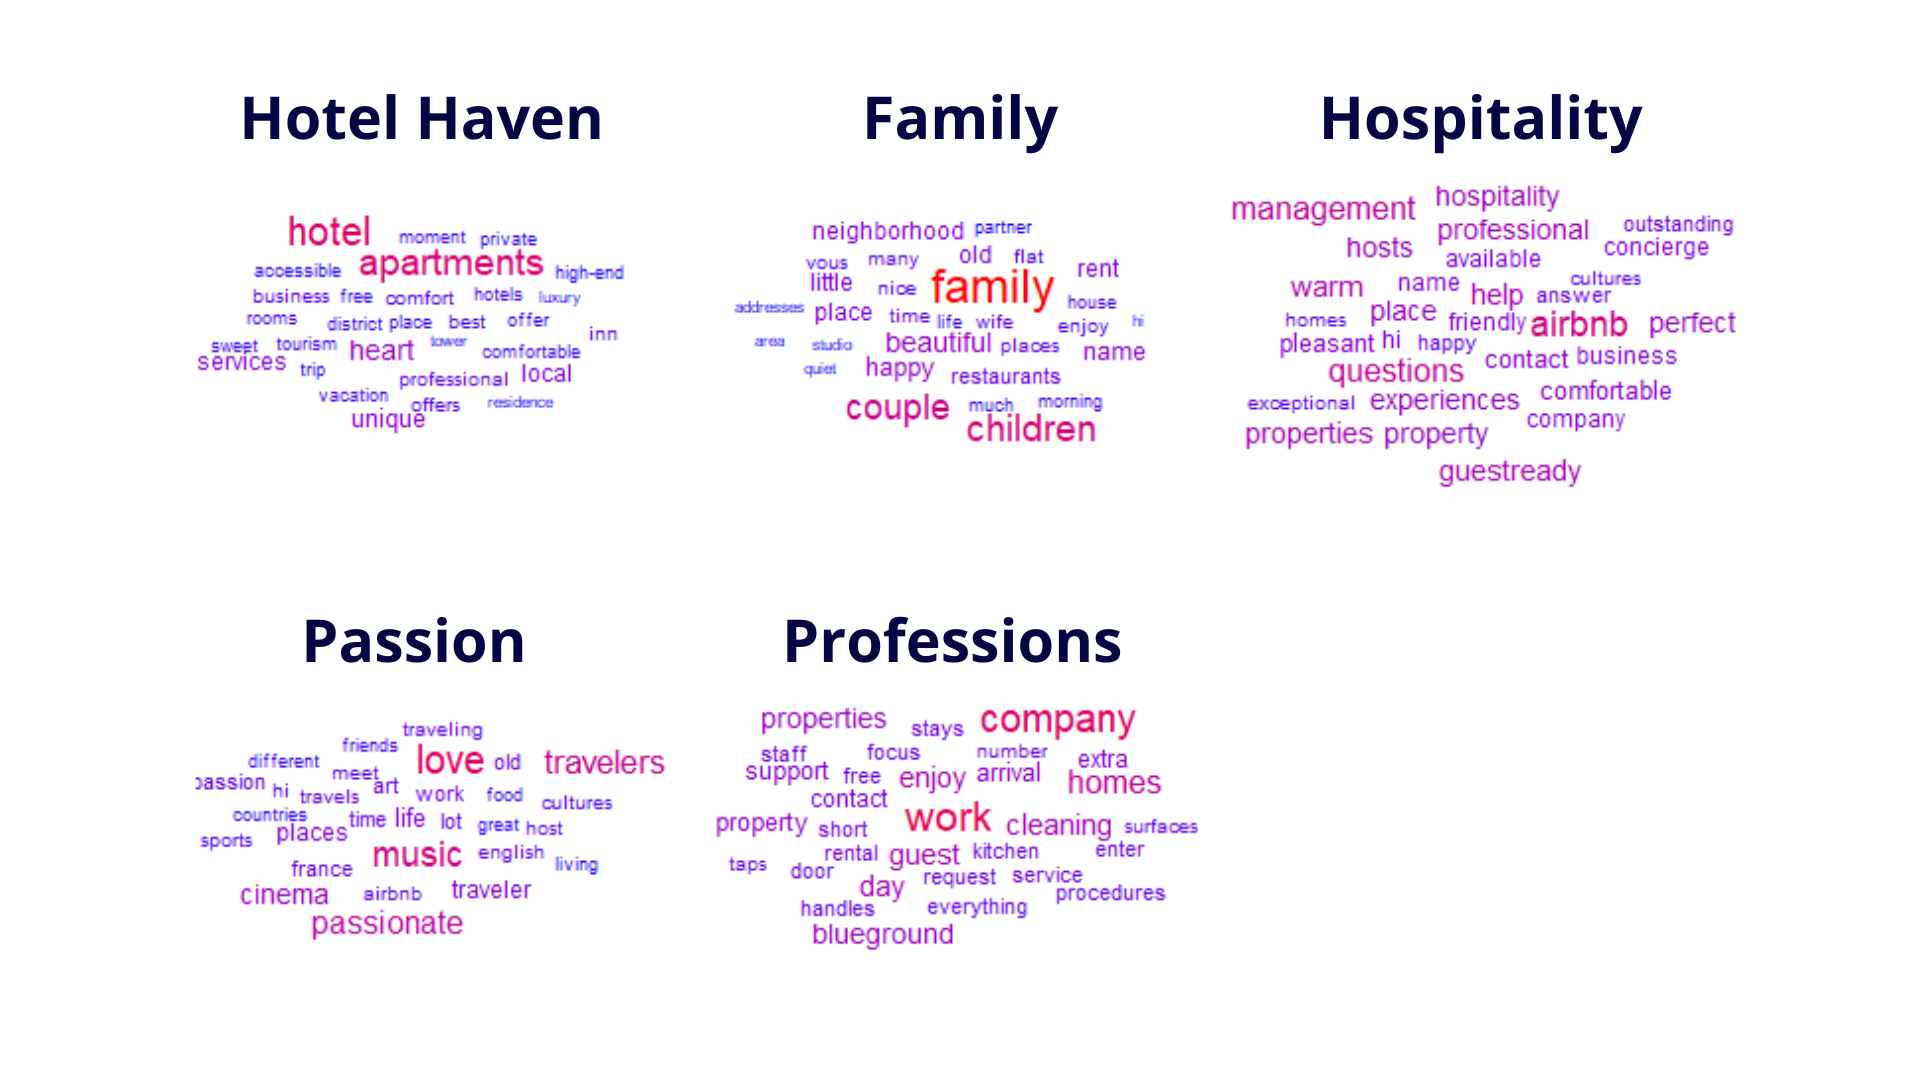 Hotel Haven
hotel moment private
accessible apartments high-end
business free comfort hotels luxury
rooms district place best offer
inn
sweet tourism heart tower comfortable
services trip professional local
vacation offers residence
unique
Family
neighborhood partner
vous many old flat rent
little nice family house
addresses place time life wife enjoy hi
area studio beautiful places name
quiet happy restaurants
couple much morning
children
Hospitality
management hospitality
professional outstanding
hosts available concierge
warm name help answer cultures
homes place friendly airbnb perfect
pleasant hi happy contact business
questions comfortable
exceptional experiences company
properties property
guestready
Passion
traveling
friends love old travelers
different meet
passion hi travels art work food cultures
countries time life lot great host
sports places
music english living
france
cinema airbnb traveler
passionate
Professions
properties stays company
staff focus number extra
support free enjoy arrival homes
contact
property short work cleaning surfaces
rental guest kitchen enter
taps door day request service
procedures
handles everything
blueground